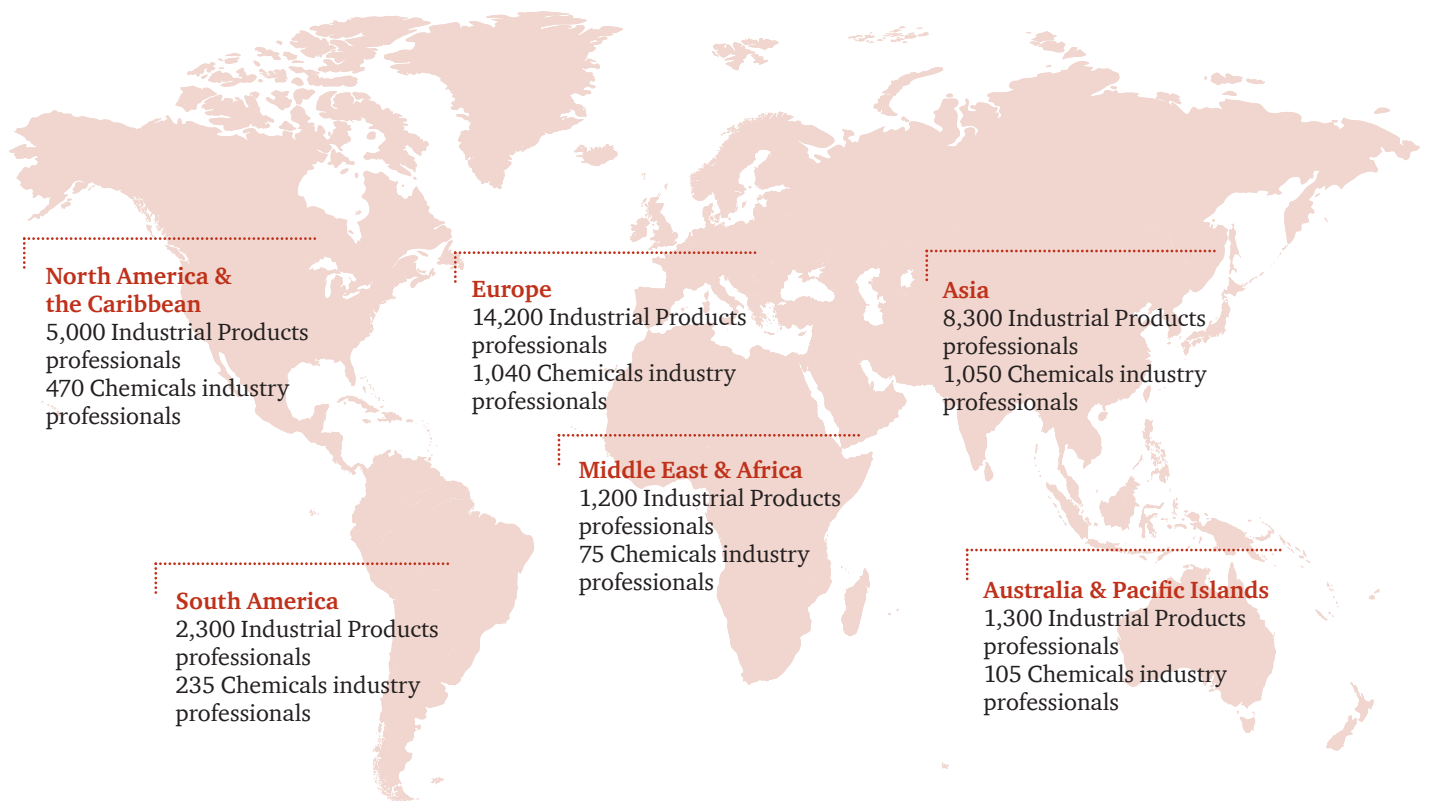 North America &
the Caribbean
5,000 Industrial Products
professionals
470 Chemicals industry
professionals
Europe
14,200 Industrial Products
professionals
1,040 Chemicals industry
professionals
Asia
8,300 Industrial Products
professionals
1,050 Chemicals industry
professionals
Middle East & Africa
1,200 Industrial Products
professionals
75 Chemicals industry
professionals
South America
2,300 Industrial Products
professionals
235 Chemicals industry
professionals
Australia & Pacific Islands
1,300 Industrial Products
professionals
105 Chemicals industry
professionals